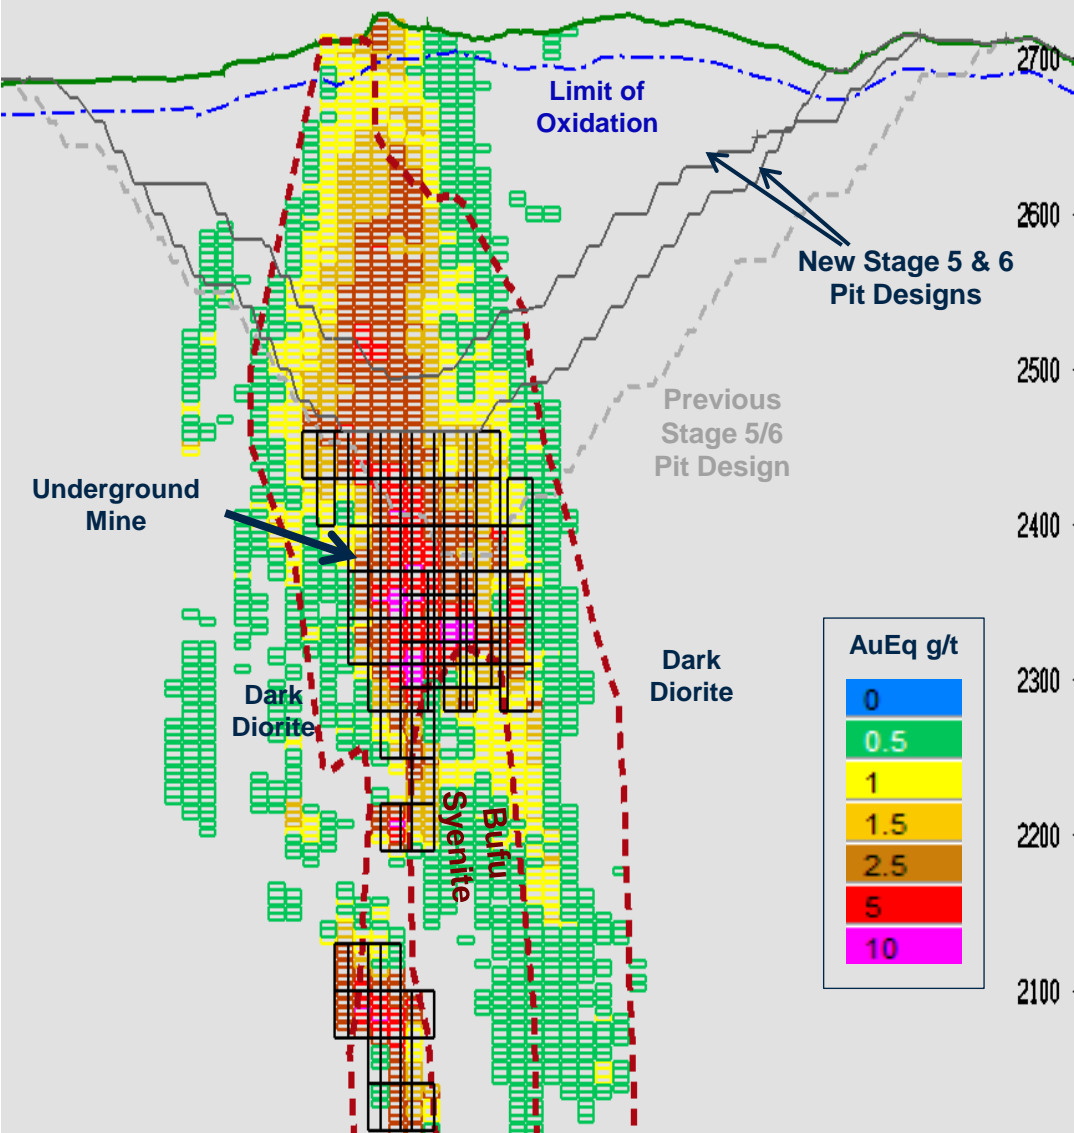 2700
Limit of
Oxidation
2600
New Stage 5 & 6
Pit Designs
2500
Previous
Stage 5/6
Pit Design
Underground
Mine
2400
AuEq g/t
0
0.5
1
1.5
2.5
5
10
Dark
Diorite
2300
Dark
Diorite
Syenite
Bufu
2200
2100